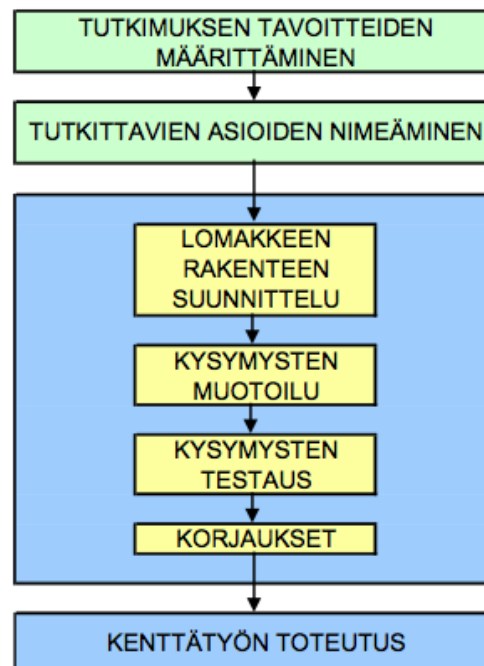 TUTKIMUKSEN TAVOITTEIDEN
MÄÄRITTÄMINEN
TUTKITTAVIEN ASIOIDEN NIMEÄMINEN
LOMAKKEEN
RAKENTEEN
SUUNNITTELU
KYSYMYSTEN
MUOTOILU
KYSYMYSTEN
TESTAUS
KORJAUKSET
KENTTÄTYÖN TOTEUTUS